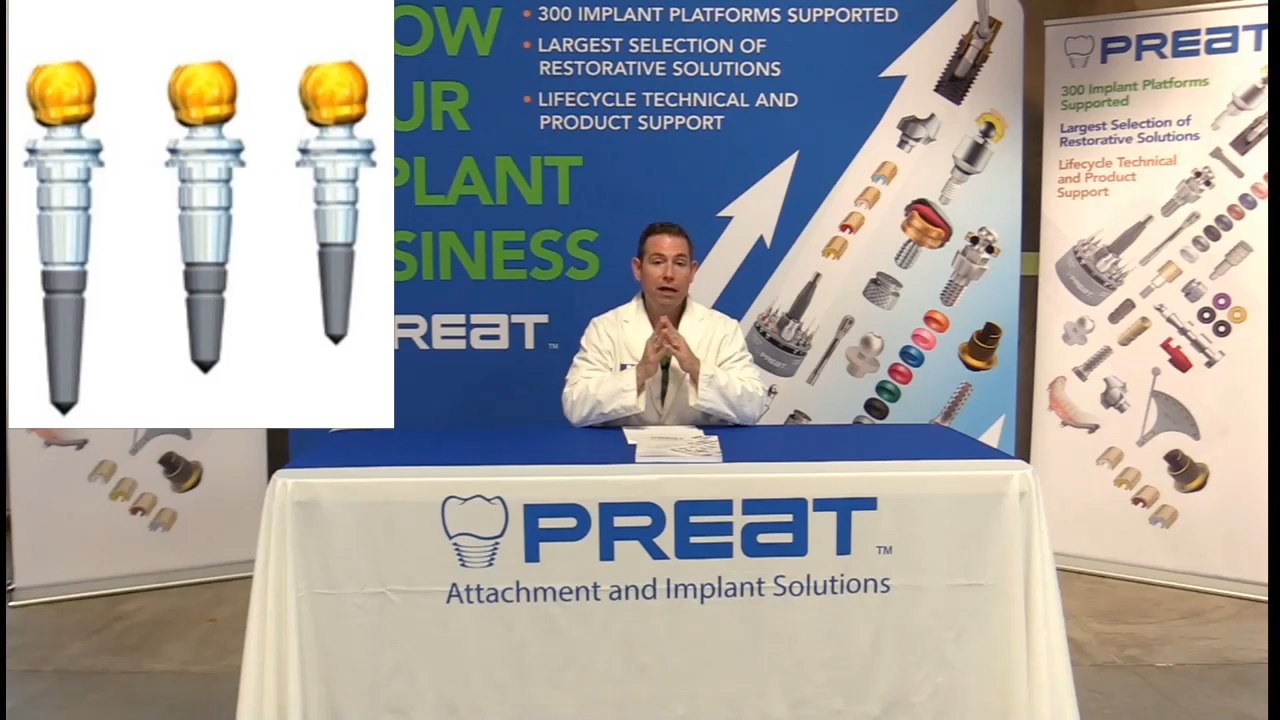 OW
UR
PLANT
SINESS
REAT™
• 300 IMPLANT PLATFORMS SUPPORTED
• LARGEST SELECTION OF
RESTORATIVE SOLUTIONS
• LIFECYCLE TECHNICAL AND
PRODUCT SUPPORT
PREAT
300 Implant Platforms
Supported
Largest Selection of
Restorative Solutions
Lifecycle Technical
and Product
Support
PREAT
PREAT™
Attachment and Implant Solutions